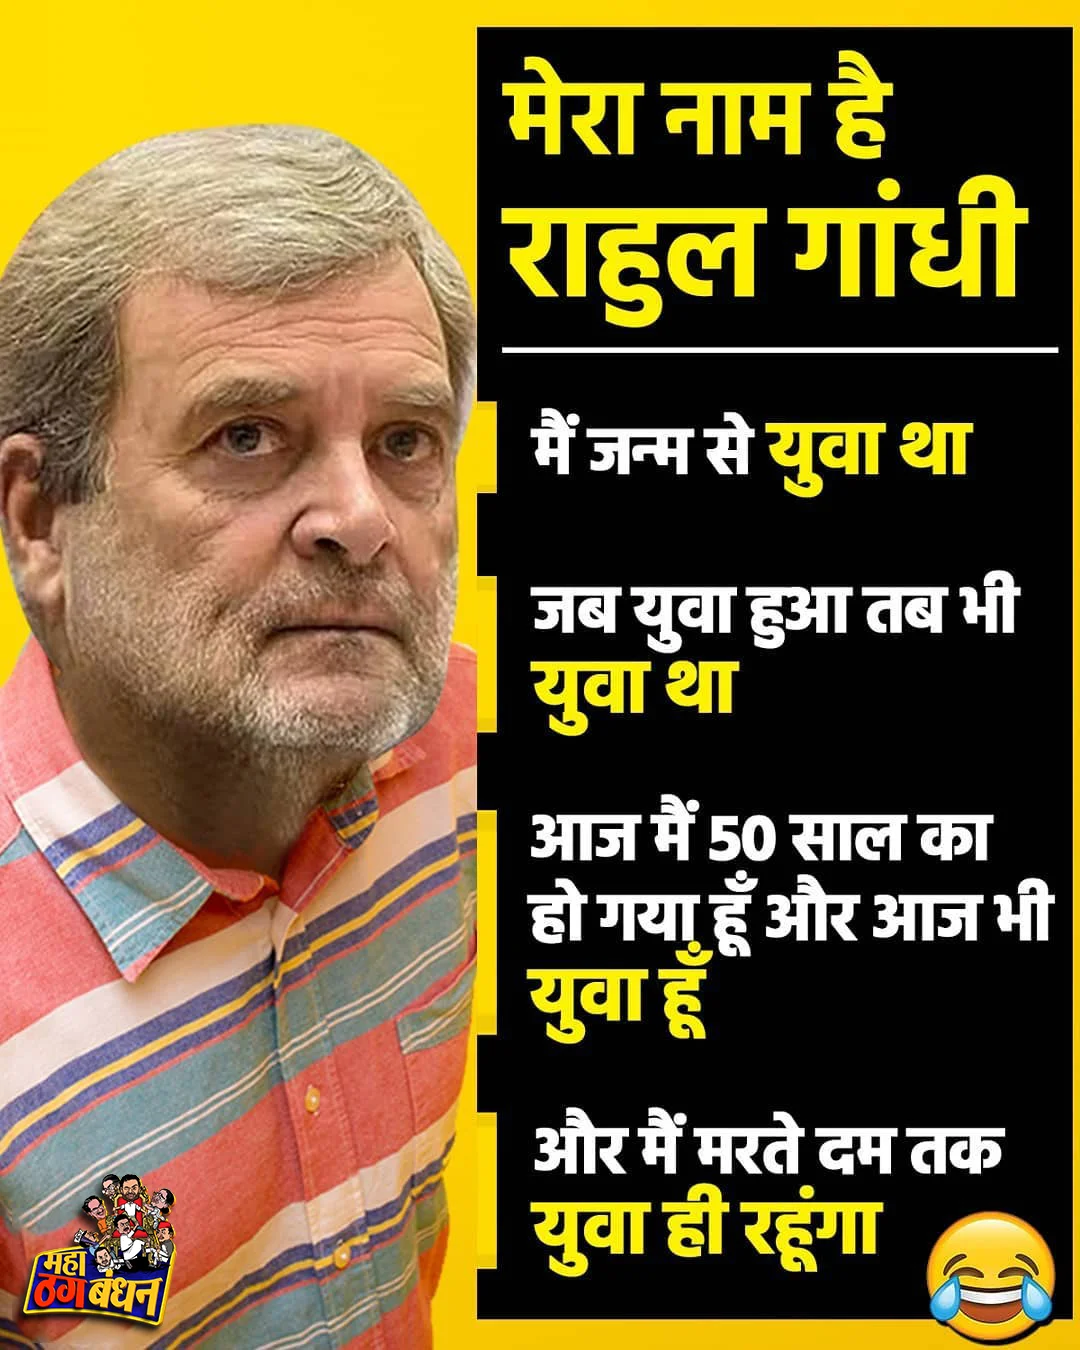 मेरा नाम है
राहुल गांधी
मैं जन्म से युवा था
जब युवा हुआ तब भी
युवा था
आज मैं 50 साल का
हो गया हूँ और आज भी
युवा हूँ
और मैं मरते दम तक
युवा ही रहूंगा
महा
ठगबंधन